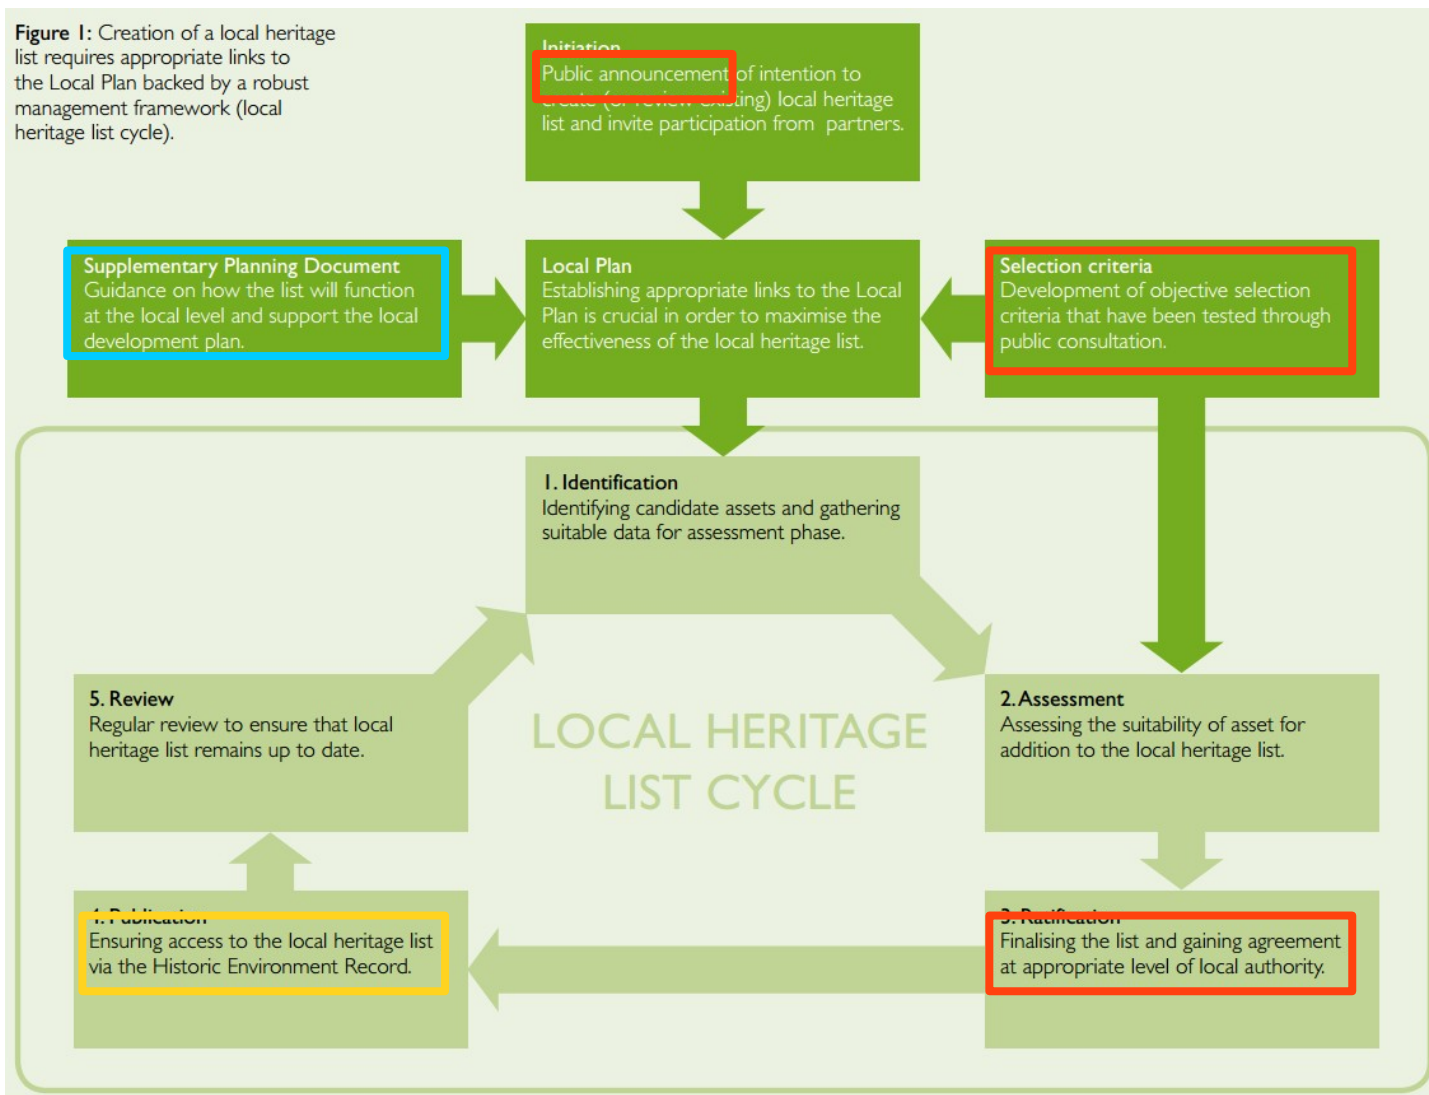 Figure 1: Creation of a local heritage
list requires appropriate links to
the Local Plan backed by a robust
management framework (local
heritage list cycle).
Initiation
Public announcement of intention to
create (or review existing) local heritage
list and invite participation from partners.
Supplementary Planning Document
Guidance on how the list will function
at the local level and support the local
development plan.
Local Plan
Establishing appropriate links to the Local
Plan is crucial in order to maximise the
effectiveness of the local heritage list.
Selection criteria
Development of objective selection
criteria that have been tested through
public consultation.
1. Identification
Identifying candidate assets and gathering
suitable data for assessment phase.
5. Review
Regular review to ensure that local
heritage list remains up to date.
LOCAL HERITAGE
LIST CYCLE
2. Assessment
Assessing the suitability of asset for
addition to the local heritage list.
4. Publication
Ensuring access to the local heritage list
via the Historic Environment Record.
3. Ratification
Finalising the list and gaining agreement
at appropriate level of local authority.